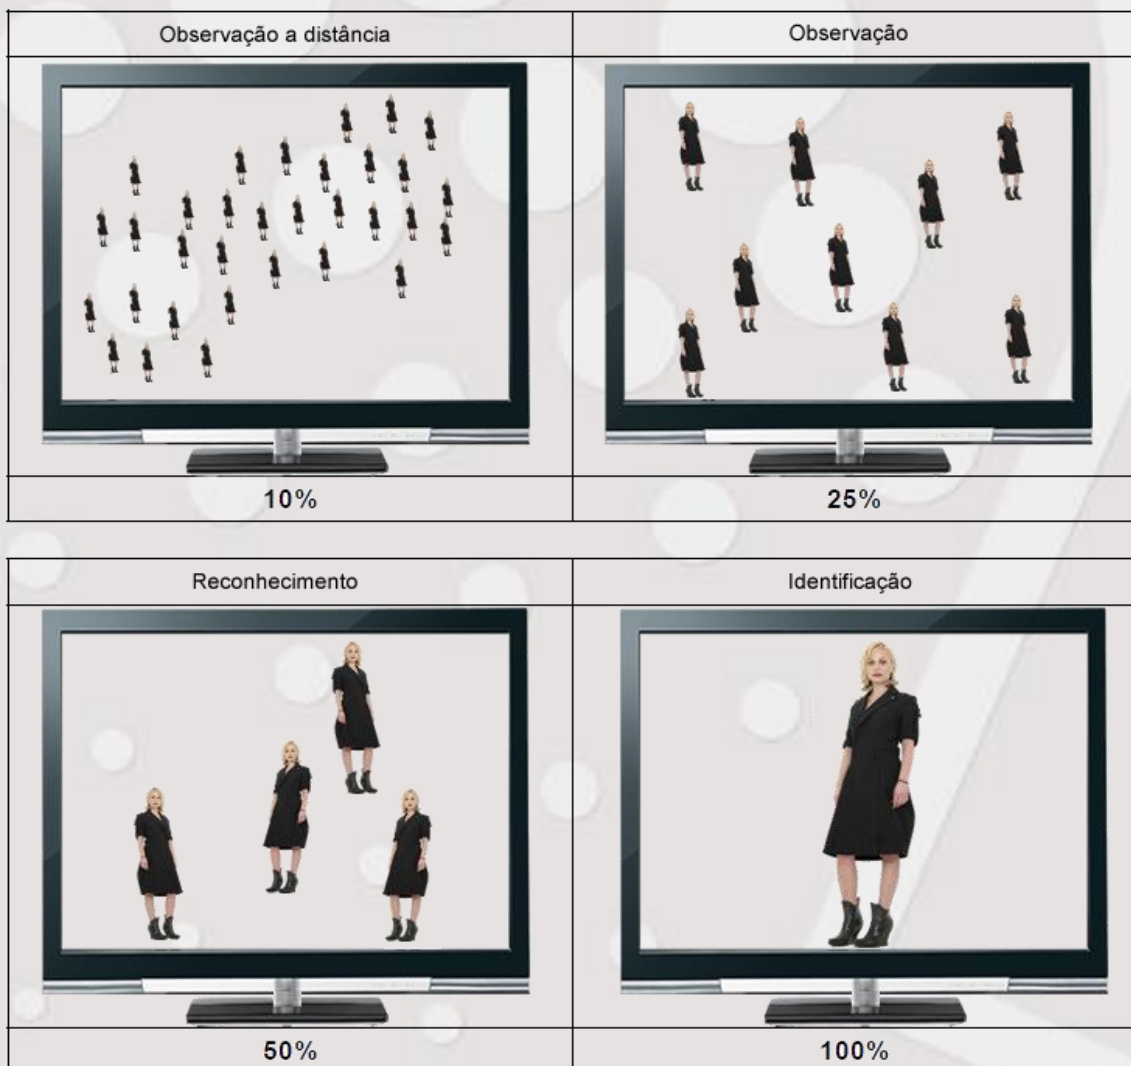 Observação a distância
Observação
10%
25%
Reconhecimento
Identificação
50%
100%